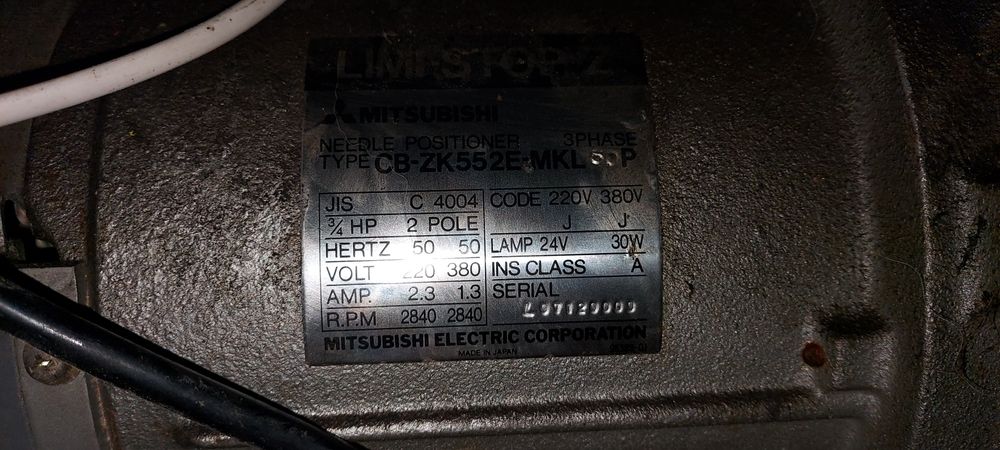 LIMI-STOP Z
MITSUBISHI
NEEDLE POSITIONER 3PHASE
TYPE CB-ZK552E-MKL P
JIS C 4004
¾ HP 2 POLE
HERTZ 50 50
VOLT 220 380
AMP. 2.3 1.3
R.P.M 2840 2840
CODE 220V 380V
J J
LAMP 24V 30W
INS CLASS A
SERIAL
MITSUBISHI ELECTRIC CORPORATION
MADE IN JAPAN